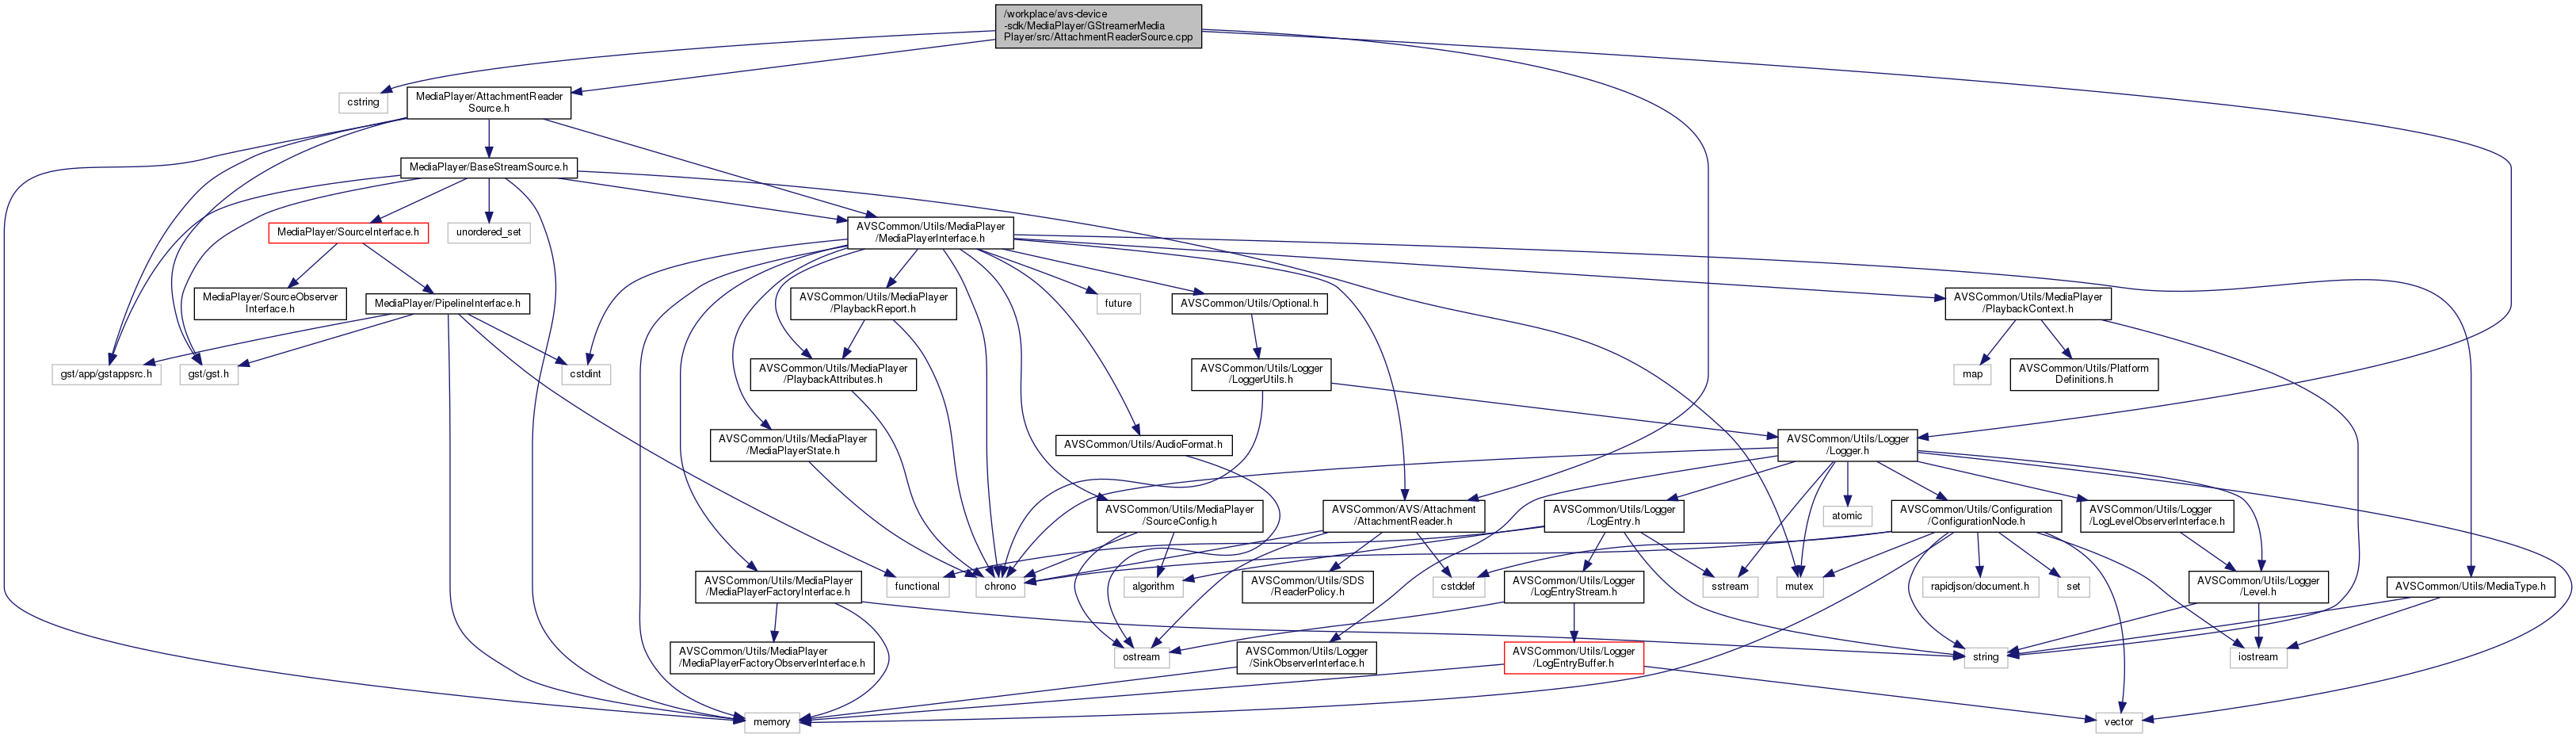 /workplace/avs-device
-sdk/MediaPlayer/GStreamerMedia
Player/src/AttachmentReaderSource.cpp
cstring
MediaPlayer/AttachmentReader
Source.h
MediaPlayer/BaseStreamSource.h
MediaPlayer/SourceInterface.h
unordered_set
AVSCommon/Utils/MediaPlayer
/MediaPlayerInterface.h
MediaPlayer/SourceObserver
Interface.h
MediaPlayer/PipelineInterface.h
AVSCommon/Utils/MediaPlayer
/PlaybackReport.h
future
AVSCommon/Utils/Optional.h
AVSCommon/Utils/MediaPlayer
/PlaybackContext.h
gst/app/gstappsrc.h
gst/gst.h
cstdint
AVSCommon/Utils/MediaPlayer
/PlaybackAttributes.h
AVSCommon/Utils/Logger
/LoggerUtils.h
map
AVSCommon/Utils/Platform
Definitions.h
AVSCommon/Utils/MediaPlayer
/MediaPlayerState.h
AVSCommon/Utils/AudioFormat.h
AVSCommon/Utils/Logger
/Logger.h
AVSCommon/Utils/MediaPlayer
/SourceConfig.h
AVSCommon/AVS/Attachment
/AttachmentReader.h
AVSCommon/Utils/Logger
/LogEntry.h
atomic
AVSCommon/Utils/Configuration
/ConfigurationNode.h
AVSCommon/Utils/Logger
/LogLevelObserverInterface.h
AVSCommon/Utils/MediaPlayer
/MediaPlayerFactoryInterface.h
functional
chrono
algorithm
AVSCommon/Utils/SDS
/ReaderPolicy.h
cstddef
AVSCommon/Utils/Logger
/LogEntryStream.h
sstream
mutex
rapidjson/document.h
set
AVSCommon/Utils/Logger
/Level.h
AVSCommon/Utils/MediaType.h
AVSCommon/Utils/MediaPlayer
/MediaPlayerFactoryObserverInterface.h
ostream
AVSCommon/Utils/Logger
/SinkObserverInterface.h
AVSCommon/Utils/Logger
/LogEntryBuffer.h
string
iostream
memory
vector